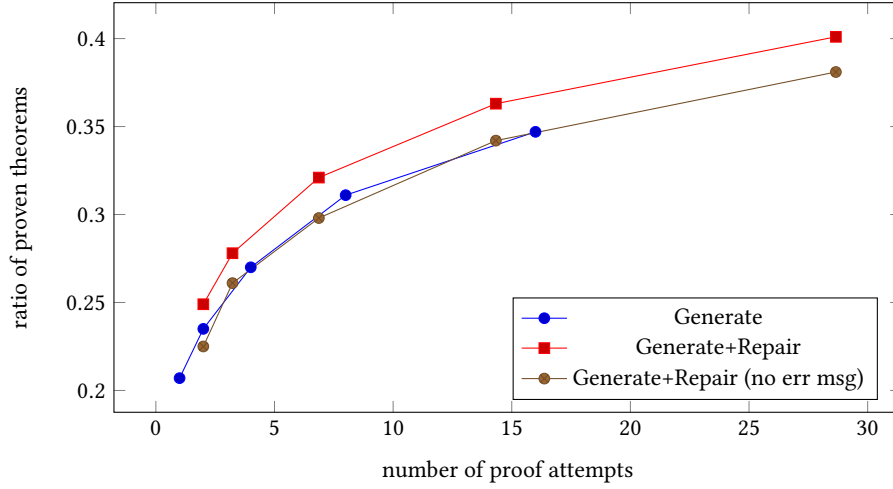 0.4
0.35
0.3
0.25
0.2
ratio of proven theorems
Generate
Generate+Repair
Generate+Repair (no err msg)
0 5 10 15 20 25 30
number of proof attempts